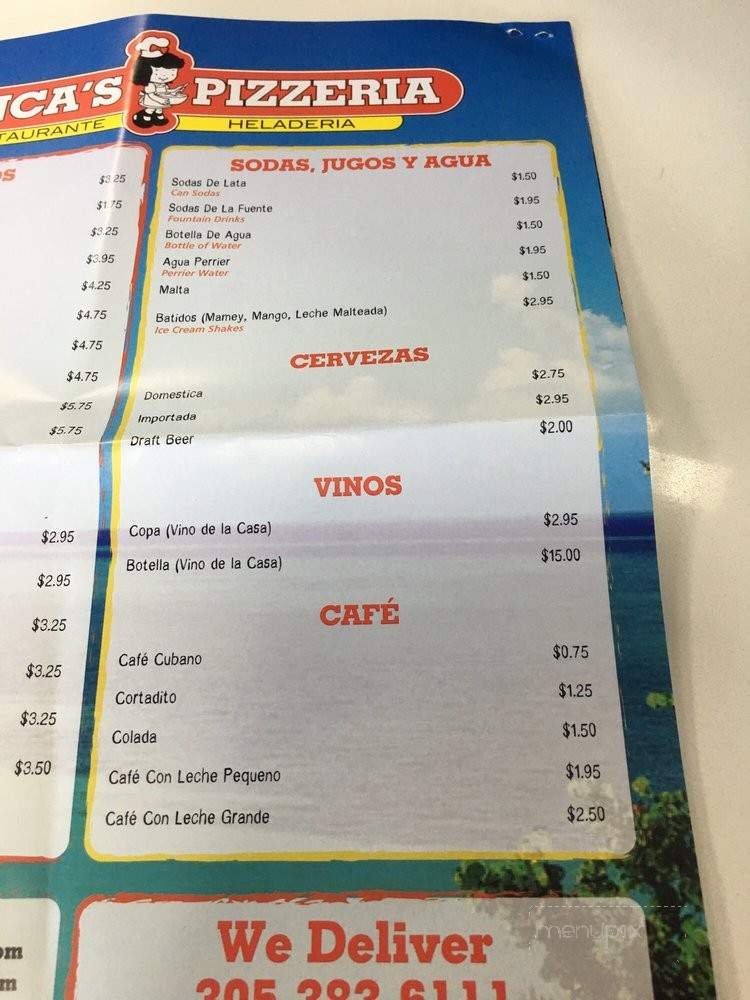 NCA'S PIZZERIA
TAURANTE HELADERIA
OS
$3.25
$1.75
$3.25
$3.95
$4.25
$4.75
$4.75
$4.75
$5.75
$5.75
$2.95
$2.95
$3.25
$3.25
$3.25
$3.50
SODAS, JUGOS Y AGUA
Sodas De Lata $1.50
Can Sodas
Sodas De La Fuente $1.95
Fountain Drinks
Botella De Agua $1.50
Bottle of Water
Agua Perrier $1.95
Perrier Water
Malta $1.50
Batidos (Mamey, Mango, Leche Malteada) $2.95
Ice Cream Shakes
CERVEZAS
Domestica $2.75
Importada $2.95
Draft Beer $2.00
VINOS
Copa (Vino de la Casa) $2.95
Botella (Vino de la Casa) $15.00
CAFÉ
Café Cubano $0.75
Cortadito $1.25
Colada $1.50
Café Con Leche Pequeno $1.95
Café Con Leche Grande $2.50
om
m
We Deliver
305 383 6111
menupix